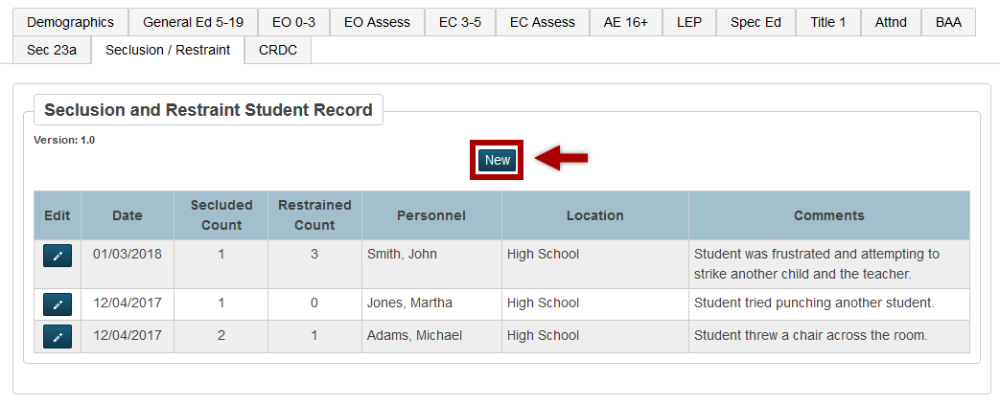 Demographics General Ed 5-19 EO 0-3 EO Assess EC 3-5 EC Assess AE 16+ LEP Spec Ed Title 1 Attnd BAA
Sec 23a Seclusion / Restraint CRDC
Seclusion and Restraint Student Record
Version: 1.0
New
Edit Date Secluded Count Restrained Count Personnel Location Comments
01/03/2018 1 3 Smith, John High School Student was frustrated and attempting to
strike another child and the teacher.
12/04/2017 1 0 Jones, Martha High School Student tried punching another student.
12/04/2017 2 1 Adams, Michael High School Student threw a chair across the room.